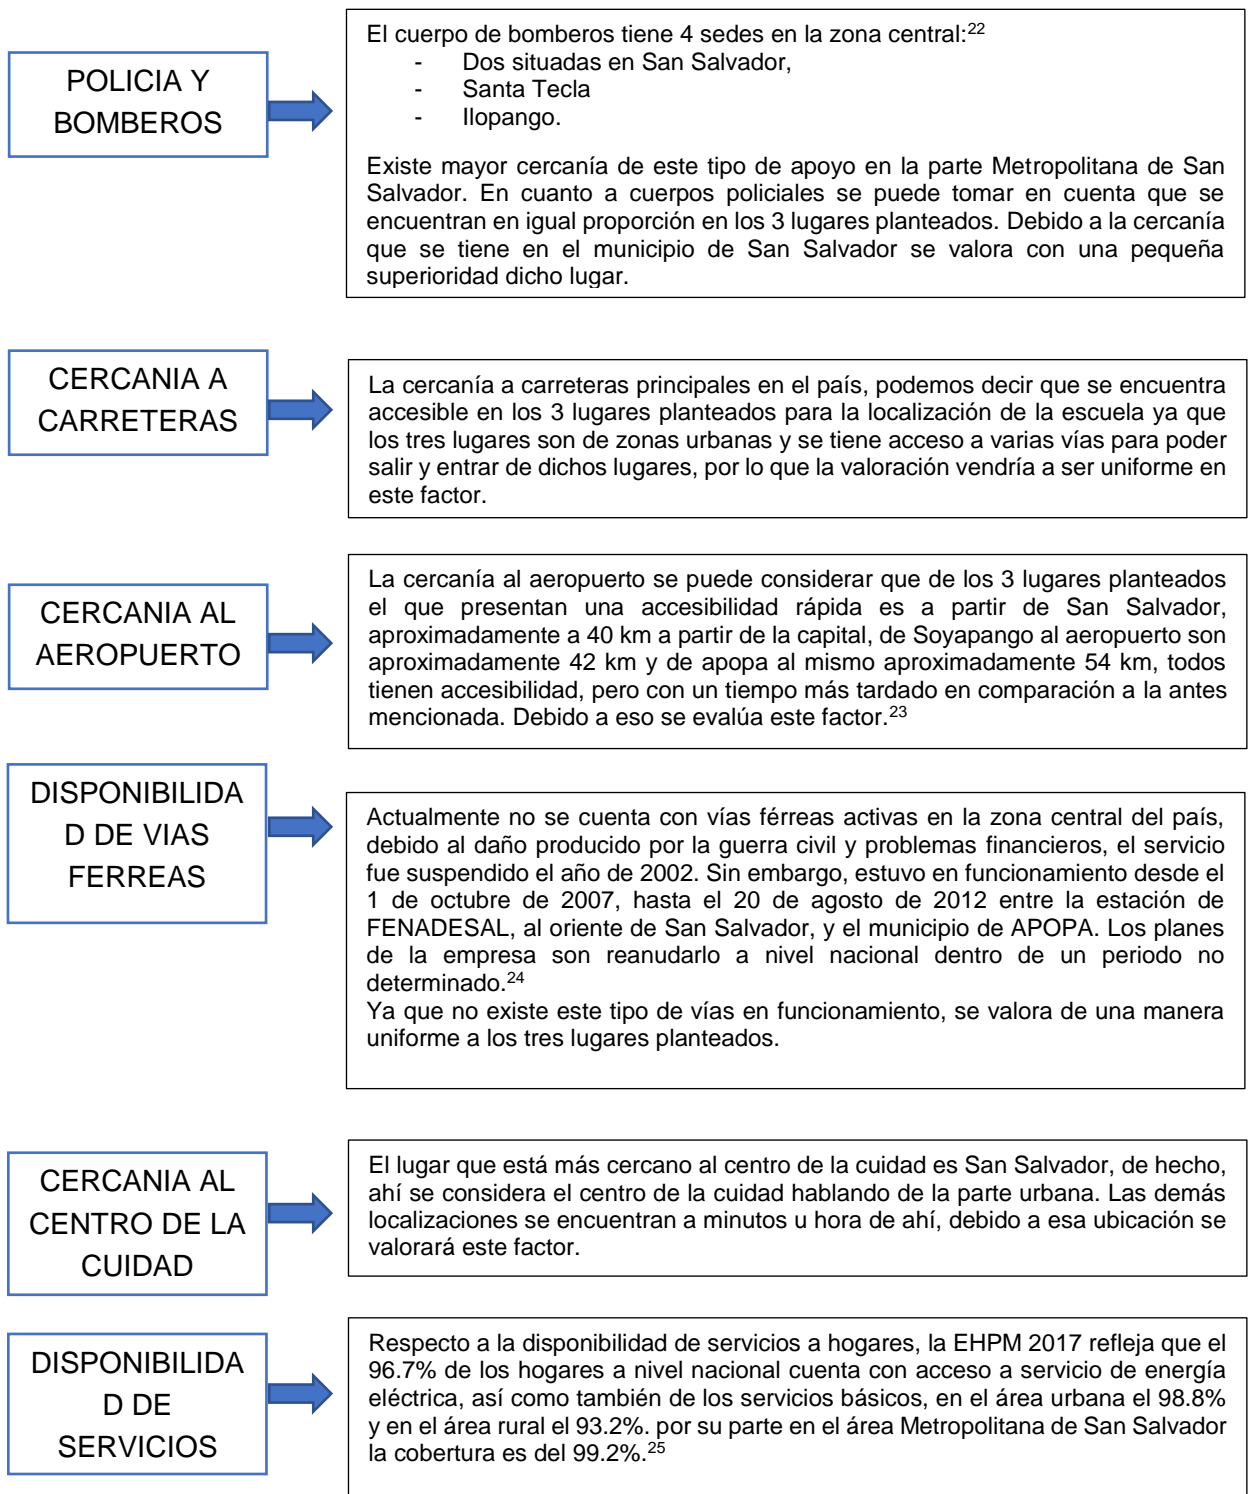 POLICIA Y
BOMBEROS
El cuerpo de bomberos tiene 4 sedes en la zona central:22
- Dos situadas en San Salvador,
- Santa Tecla
- Ilopango.
Existe mayor cercanía de este tipo de apoyo en la parte Metropolitana de San
Salvador. En cuanto a cuerpos policiales se puede tomar en cuenta que se
encuentran en igual proporción en los 3 lugares planteados. Debido a la cercanía
que se tiene en el municipio de San Salvador se valora con una pequeña
superioridad dicho lugar.
CERCANIA A
CARRETERAS
La cercanía a carreteras principales en el país, podemos decir que se encuentra
accesible en los 3 lugares planteados para la localización de la escuela ya que
los tres lugares son de zonas urbanas y se tiene acceso a varias vías para poder
salir y entrar de dichos lugares, por lo que la valoración vendría a ser uniforme en
este factor.
CERCANIA AL
AEROPUERTO
La cercanía al aeropuerto se puede considerar que de los 3 lugares planteados
el que presentan una accesibilidad rápida es a partir de San Salvador,
aproximadamente a 40 km a partir de la capital, de Soyapango al aeropuerto son
aproximadamente 42 km y de apopa al mismo aproximadamente 54 km, todos
tienen accesibilidad, pero con un tiempo más tardado en comparación a la antes
mencionada. Debido a eso se evalúa este factor.23
DISPONIBILIDA
D DE VIAS
FERREAS
Actualmente no se cuenta con vías férreas activas en la zona central del país,
debido al daño producido por la guerra civil y problemas financieros, el servicio
fue suspendido el año de 2002. Sin embargo, estuvo en funcionamiento desde el
1 de octubre de 2007, hasta el 20 de agosto de 2012 entre la estación de
FENADESAL, al oriente de San Salvador, y el municipio de APOPA. Los planes
de la empresa son reanudarlo a nivel nacional dentro de un periodo no
determinado.24
Ya que no existe este tipo de vías en funcionamiento, se valora de una manera
uniforme a los tres lugares planteados.
CERCANIA AL
CENTRO DE LA
CUIDAD
El lugar que está más cercano al centro de la cuidad es San Salvador, de hecho,
ahí se considera el centro de la cuidad hablando de la parte urbana. Las demás
localizaciones se encuentran a minutos u hora de ahí, debido a esa ubicación se
valorará este factor.
DISPONIBILIDA
D DE
SERVICIOS
Respecto a la disponibilidad de servicios a hogares, la EHPM 2017 refleja que el
96.7% de los hogares a nivel nacional cuenta con acceso a servicio de energía
eléctrica, así como también de los servicios básicos, en el área urbana el 98.8%
y en el área rural el 93.2%. por su parte en el área Metropolitana de San Salvador
la cobertura es del 99.2%.25